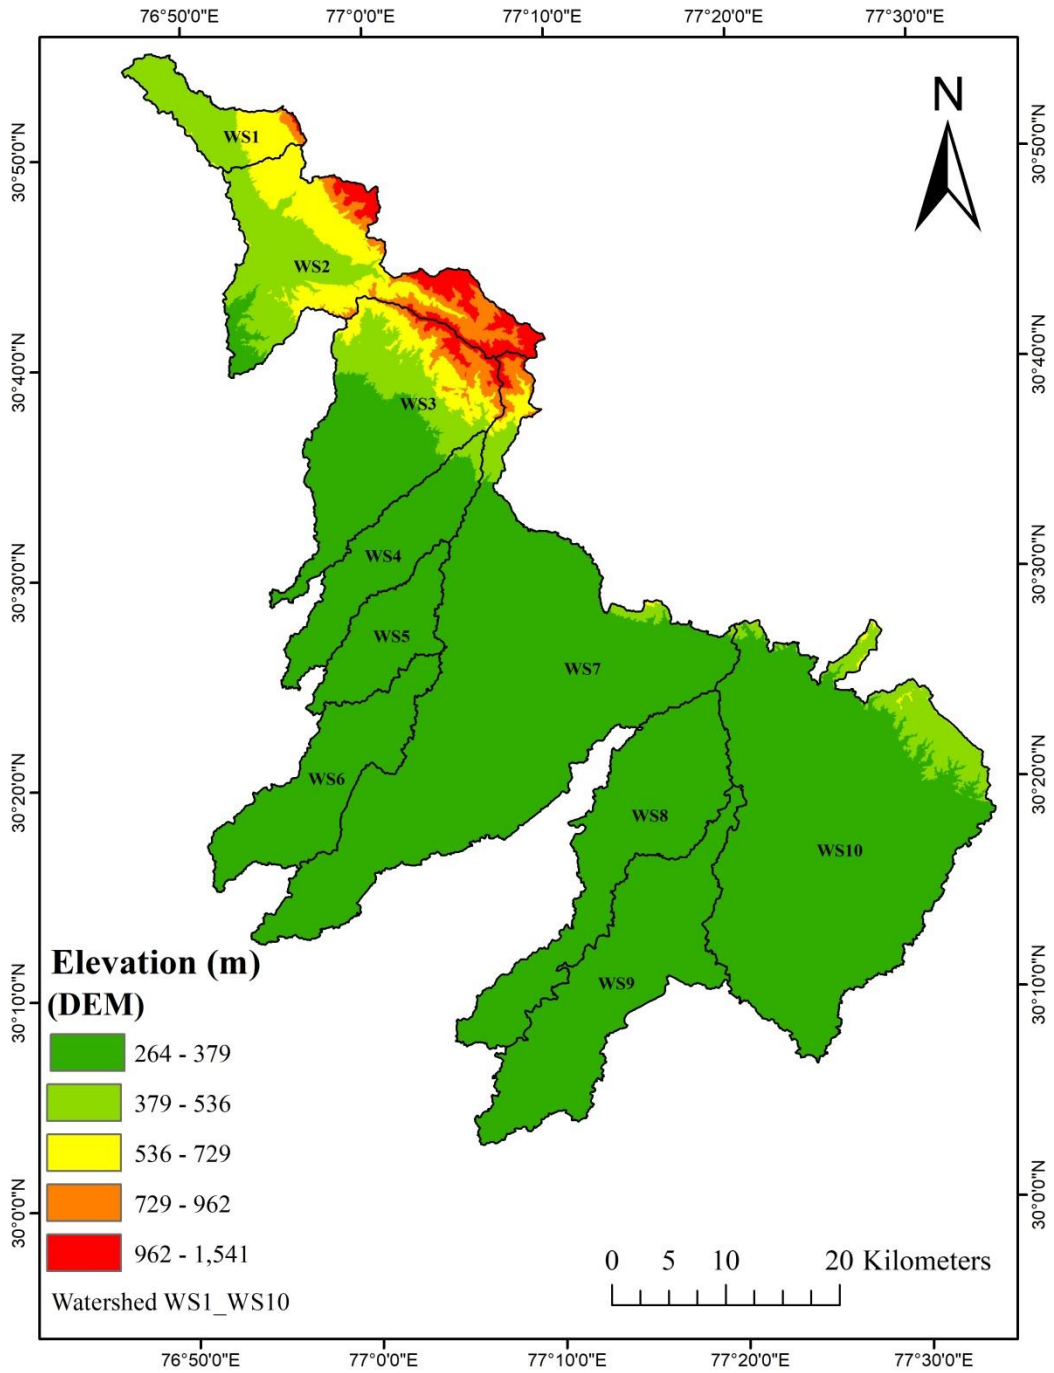 76°50'0"E 77°0'0"E 77°10'0"E 77°20'0"E 77°30'0"E
N
30°50'0"N 30°50'0"N
WS1
WS2
30°40'0"N 30°40'0"N
WS3
WS4
30°30'0"N 30°30'0"N
WS5
WS7
WS6
30°20'0"N 30°20'0"N
WS8
WS10
Elevation (m)
(DEM)
WS9
30°10'0"N 30°10'0"N
264 - 379
379 - 536
536 - 729
729 - 962
30°0'0"N 30°0'0"N
962 - 1,541
0 5 10 20 Kilometers
Watershed WS1_WS10
76°50'0"E 77°0'0"E 77°10'0"E 77°20'0"E 77°30'0"E